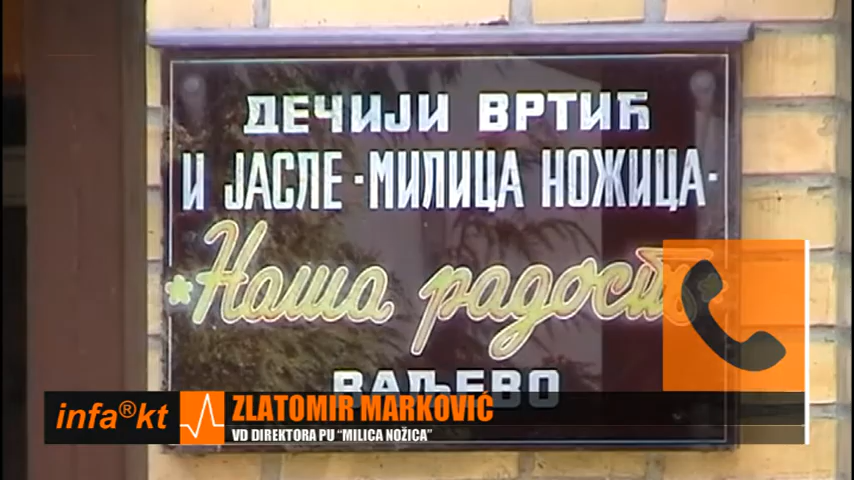 ДЕЧИЈИ ВРТИЋ
И ЈАСЛЕ -МИЛИЦА НОЖИЦА-
Наша радост
ВАЉЕВО
infa®kt
ZLATOMIR MARKOVIĆ
VD DIREKTORA PU “MILICA NOŽICA”